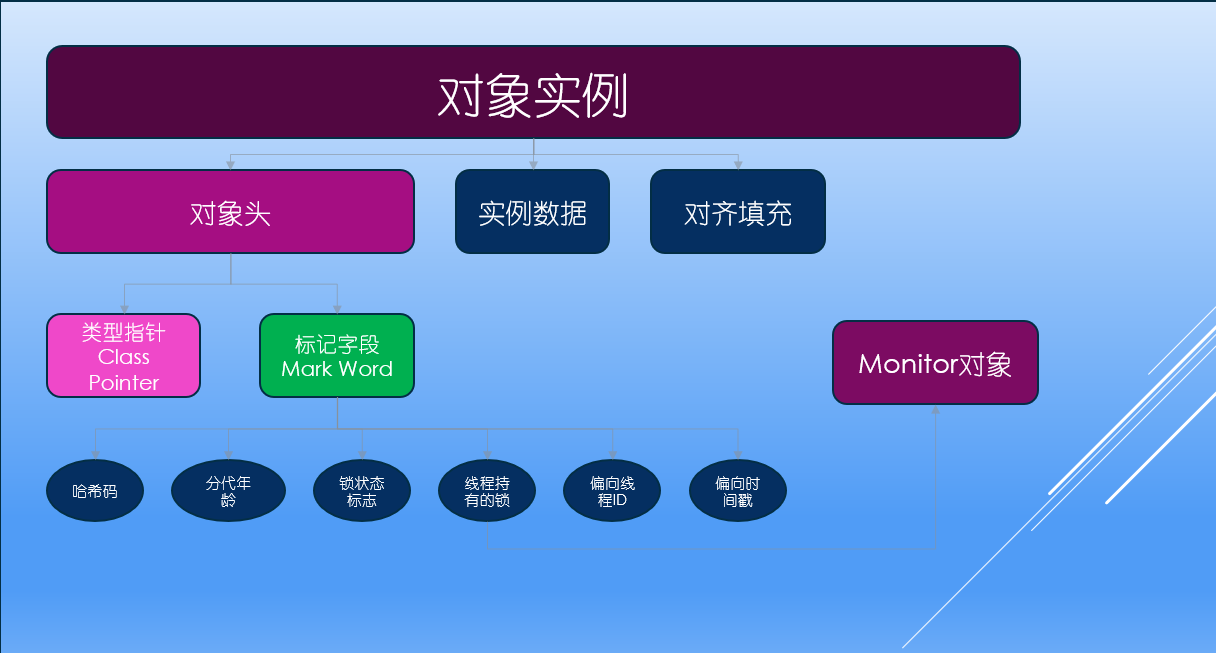 对象实例
对象头
实例数据
对齐填充
类型指针
Class
Pointer
标记字段
Mark Word
Monitor对象
哈希码
分代年
龄
锁状态
标志
线程持
有的锁
偏向线
程ID
偏向时
间戳